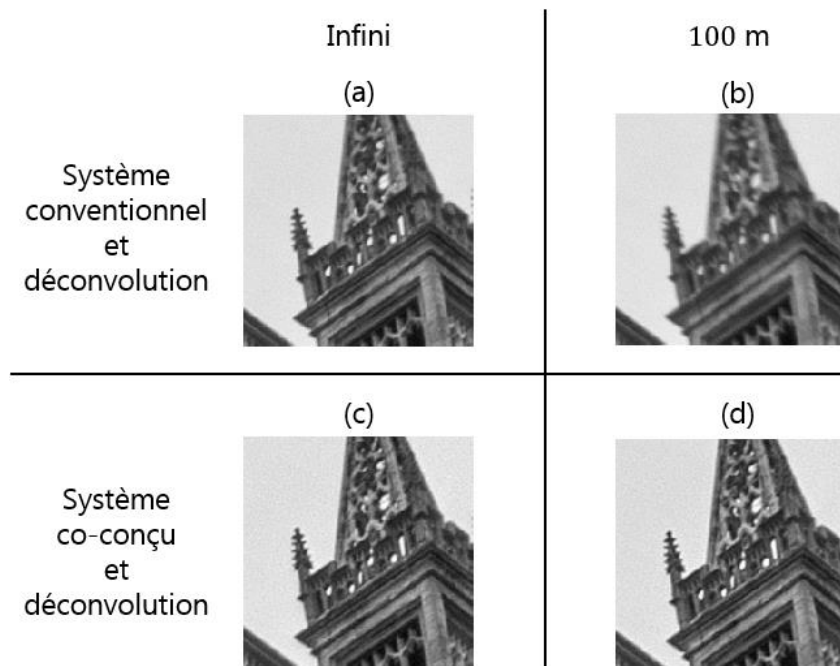 Infini
100 m
(a)
(b)
Système
conventionnel
et
déconvolution
(c)
(d)
Système
co-conçu
et
déconvolution